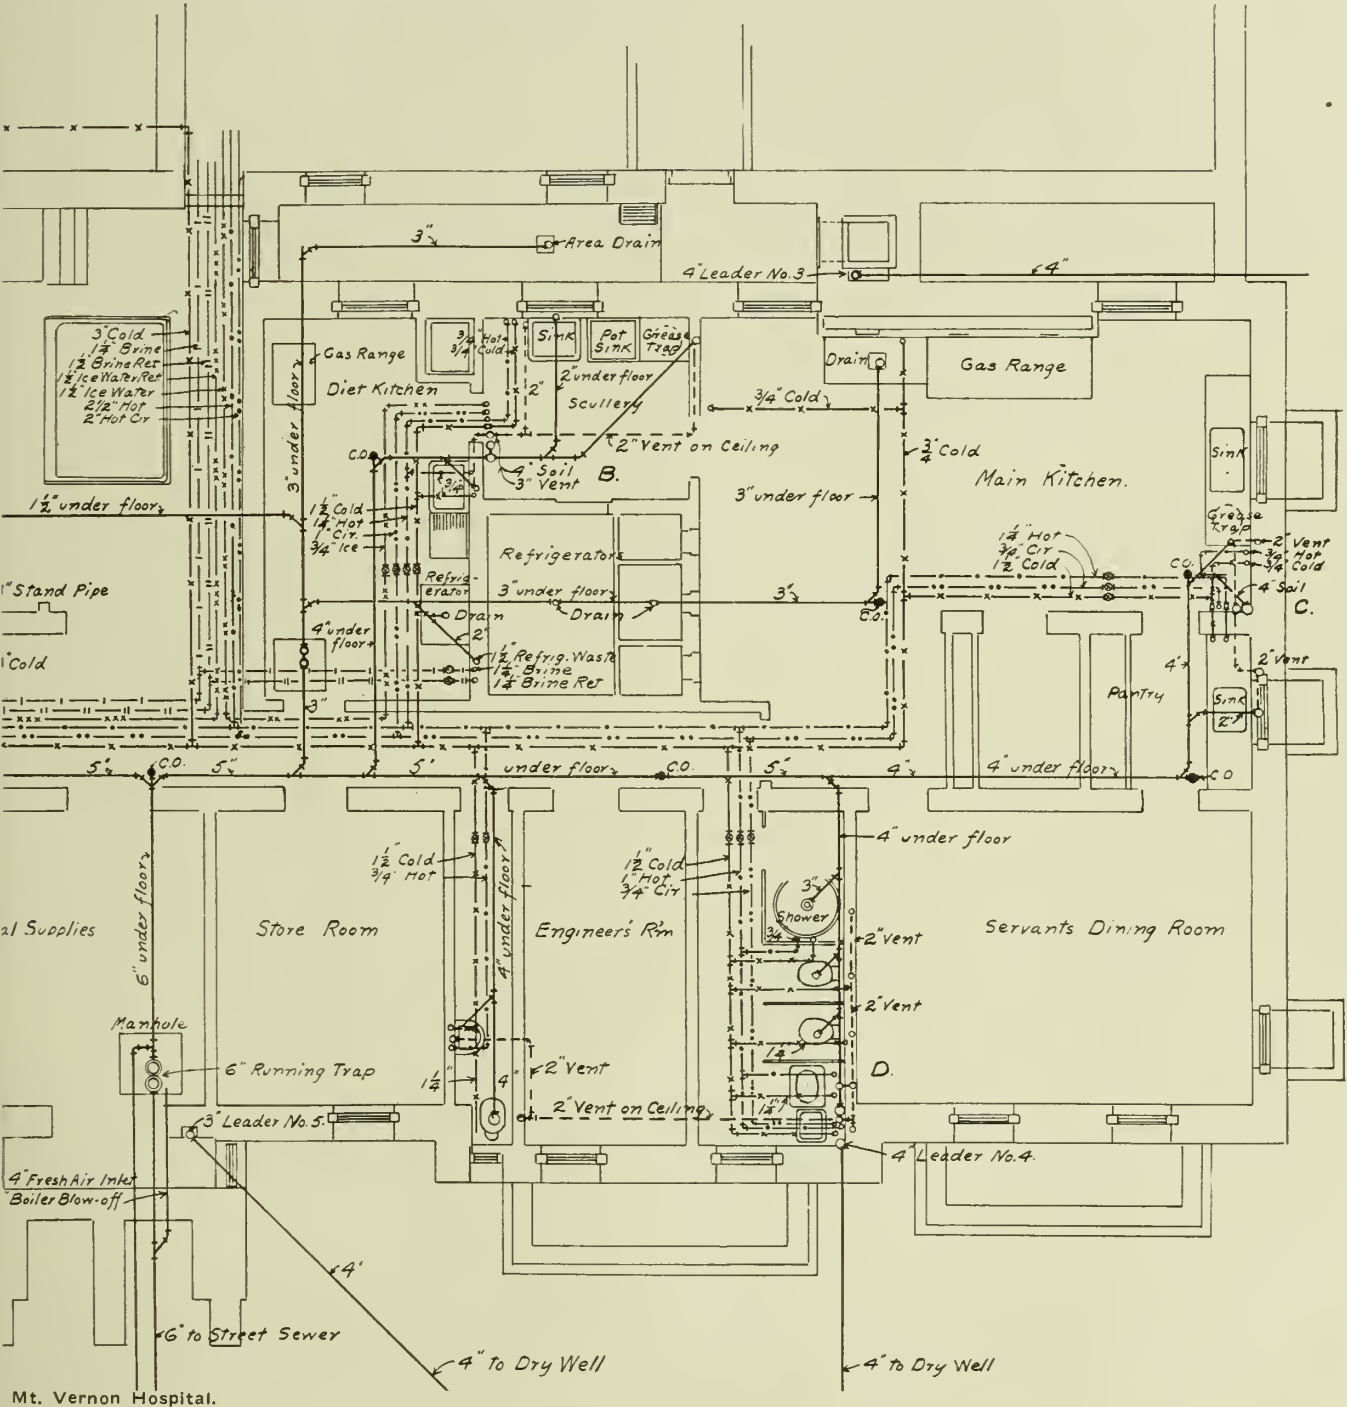 3"
Area Drain
4" Leader No.3
4"
3" Cold
1¼" Brine
1½ Brine Ret
1½" Ice Water Ret
1½" Ice Water
2½" Hot
2" Hot Cir
Gas Range
Diet Kitchen
3" under floor
¾" Hot
¾" Cold
Sink
Pot
Sink
Grease
Trap
2"
2" under floor
Scullery
2" Vent on Ceiling
Drain
Gas Range
¾" Cold
¾" Cold
Main Kitchen.
Sink
C.O.
4" Soil
3" Vent
B.
¾"
3" under floor
1½" under floor
1½ Cold
1¼" Hot
1" Cir.
¾" Ice
Refrigerators
Grease
Trap
1¼" Hot
¾" Cir
1½" Cold
2" Vent
¾" Hot
¾" Cold
C.O.
4" Soil
C.
1" Stand Pipe
Refrig-
erator
3" under floor
Drain
Drain
3"
C.O.
4" under
floor
2"
1½ Refrig. Waste
1¼" Brine
1¼" Brine Ret
" Cold
3"
4"
2" Vent
Pantry
Sink
2"
5"
C.O.
5"
5"
under floor
C.O.
5"
4"
4" under floor
C.O
6" under floor
1½" Cold
¾" Hot
4" under floor
1½" Cold
1" Hot
¾" Cir
4" under floor
3"
Shower
al Supplies
Store Room
Engineer's R'm
¾
2" Vent
Servants Dining Room
2" Vent
Manhole
6" Running Trap
1¼"
4"
2" Vent
1¼"
D.
2" Vent on Ceiling
1½"
3" Leader No.5.
4" Leader No.4.
4" Fresh Air Inlet
" Boiler Blow-off
4"
6" to Street Sewer
4" to Dry Well
4" to Dry Well
Mt. Vernon Hospital.